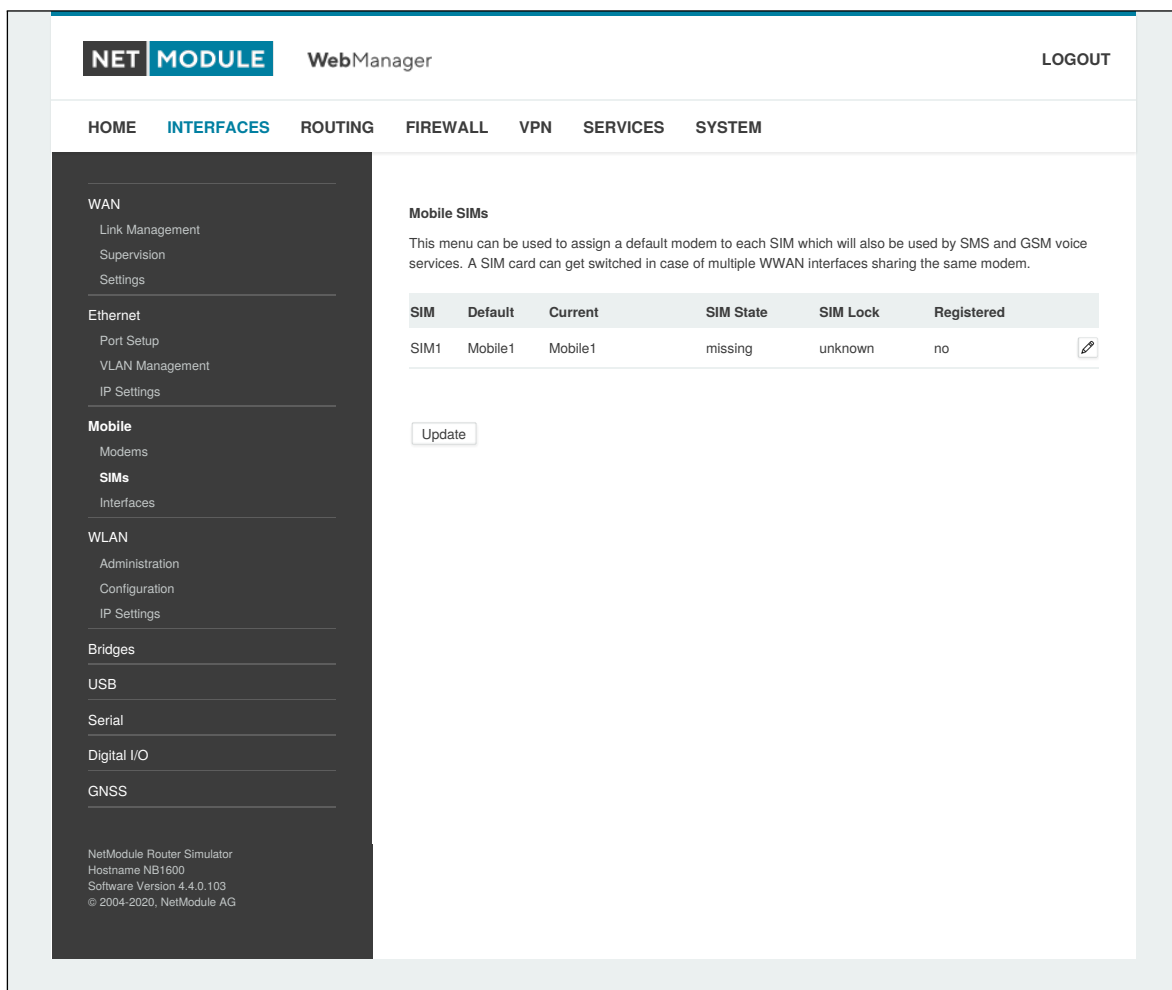 NET MODULE WebManager LOGOUT
HOME INTERFACES ROUTING FIREWALL VPN SERVICES SYSTEM
WAN
Link Management
Supervision
Settings
Ethernet
Port Setup
VLAN Management
IP Settings
Mobile
Modems
SIMs
Interfaces
WLAN
Administration
Configuration
IP Settings
Bridges
USB
Serial
Digital I/O
GNSS
NetModule Router Simulator
Hostname NB1600
Software Version 4.4.0.103
© 2004-2020, NetModule AG
Mobile SIMs
This menu can be used to assign a default modem to each SIM which will also be used by SMS and GSM voice
services. A SIM card can get switched in case of multiple WWAN interfaces sharing the same modem.
SIM Default Current SIM State SIM Lock Registered
SIM1 Mobile1 Mobile1 missing unknown no
Update